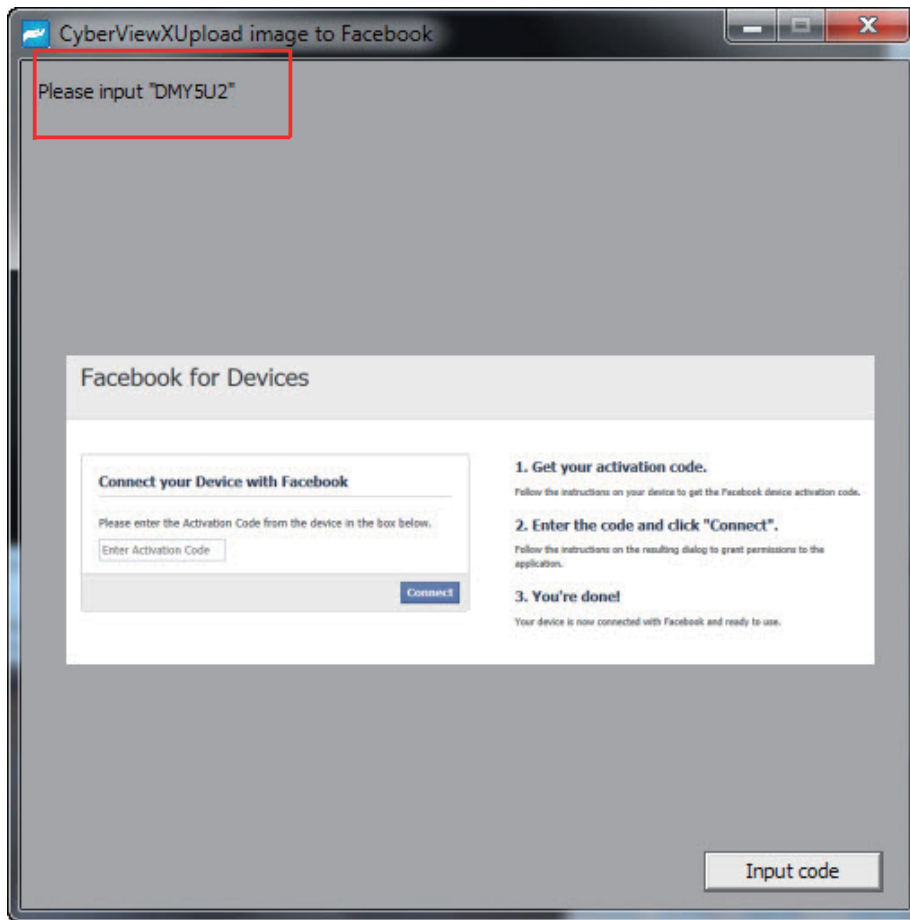 CyberViewXUpload image to Facebook
Please input "DMY5U2"
Facebook for Devices
Connect your Device with Facebook
Please enter the Activation Code from the device in the box below.
Enter Activation Code
Connect
1. Get your activation code.
Follow the instructions on your device to get the Facebook device activation code.
2. Enter the code and click "Connect".
Follow the instructions on the resulting dialog to grant permissions to the
application.
3. You're done!
Your device is now connected with Facebook and ready to use.
Input code